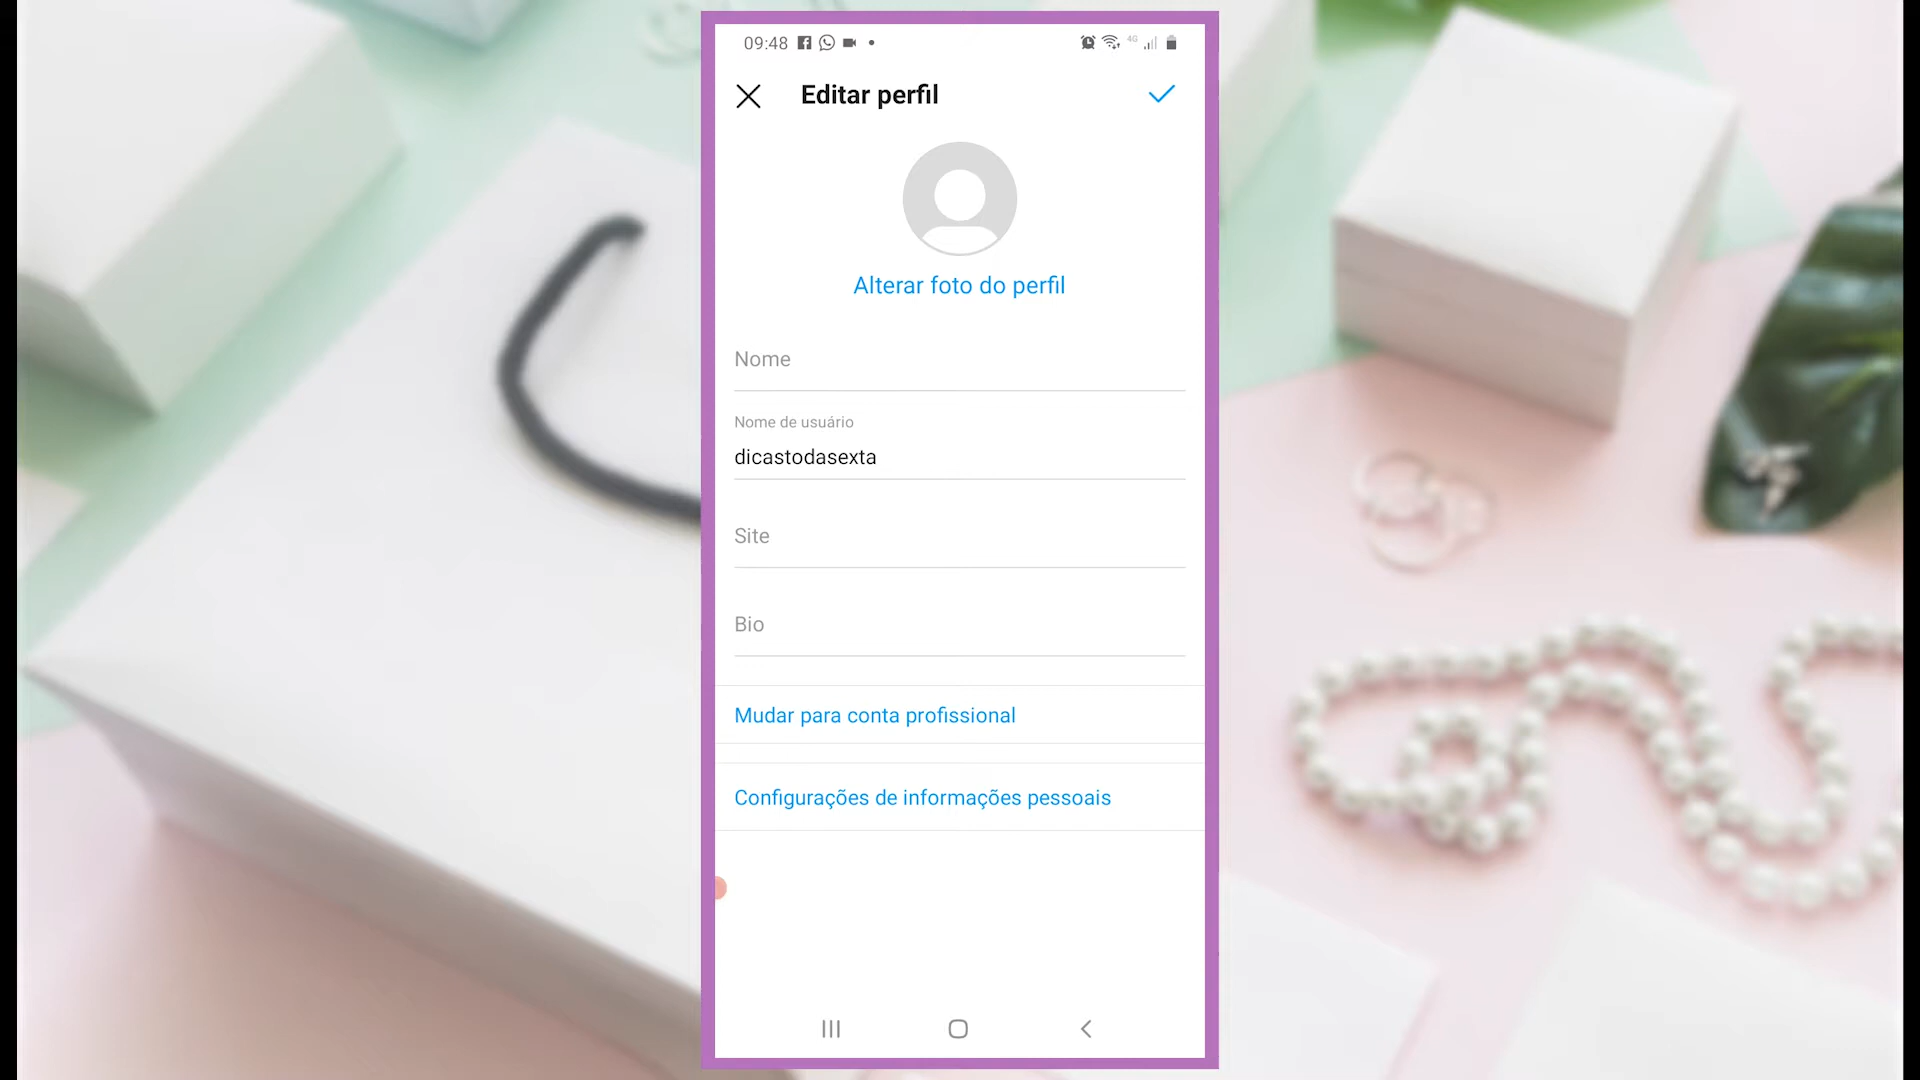 09:48
4G
Editar perfil
Alterar foto do perfil
Nome
Nome de usuário
dicastodasexta
Site
Bio
Mudar para conta profissional
Configurações de informações pessoais